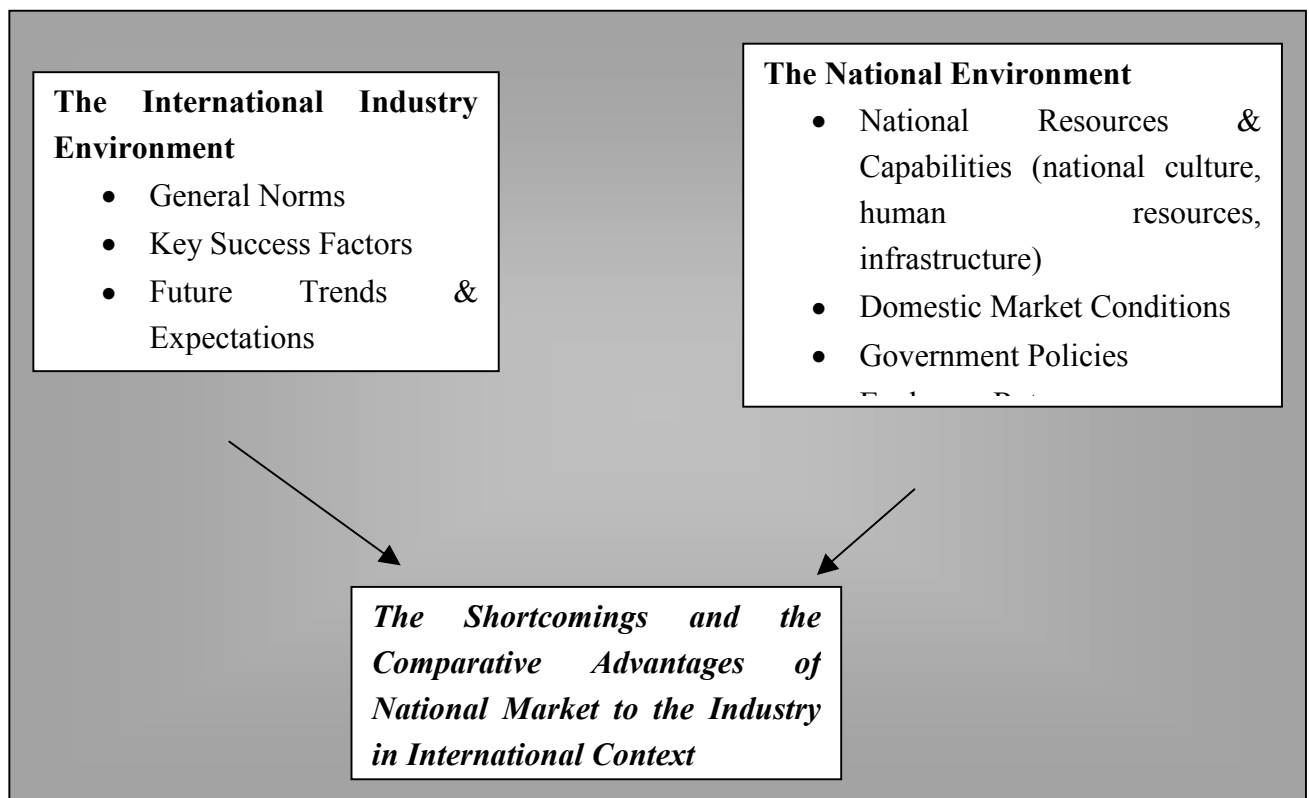 The International Industry
Environment
• General Norms
• Key Success Factors
• Future Trends &
Expectations
The National Environment
• National Resources &
Capabilities (national culture,
human resources,
infrastructure)
• Domestic Market Conditions
• Government Policies
The Shortcomings and the
Comparative Advantages of
National Market to the Industry
in International Context